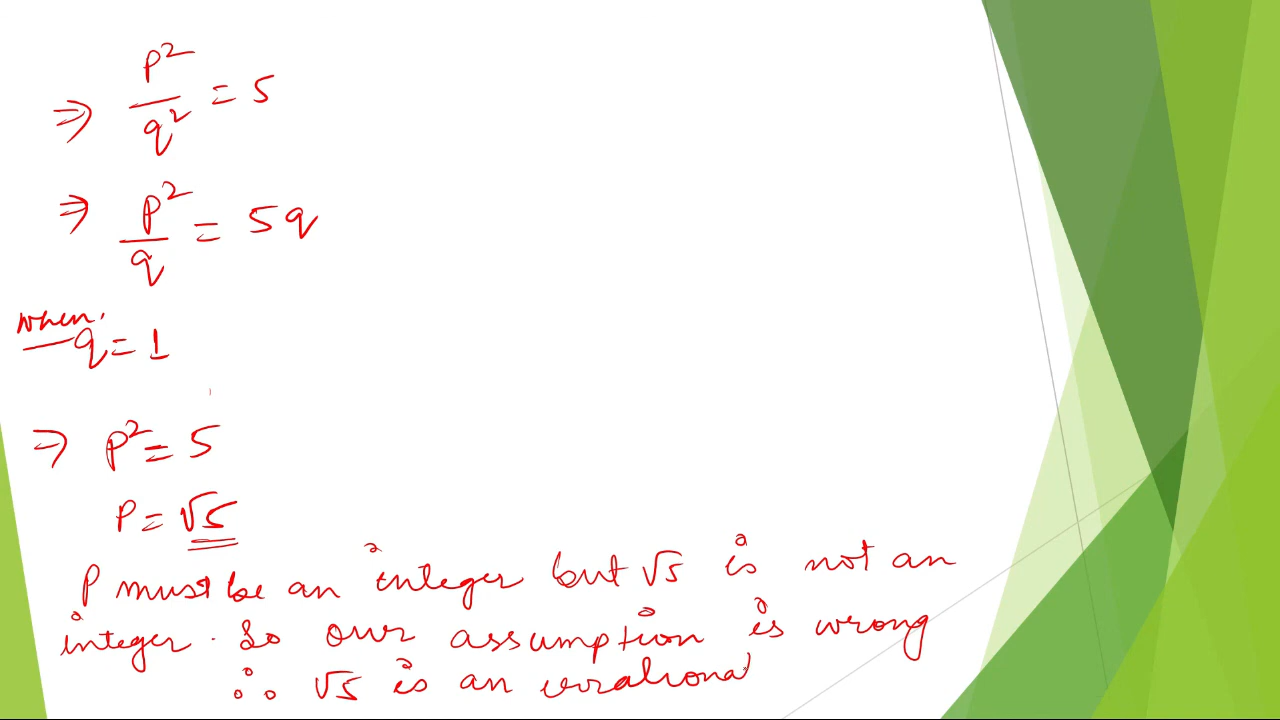 ⇒ p²/q² = 5
⇒ p²/q = 5q
when, q = 1
⇒ p² = 5
P = √5
P must be an integer but √5 is not an
integer. So our assumption is wrong
∴ √5 is an irrational